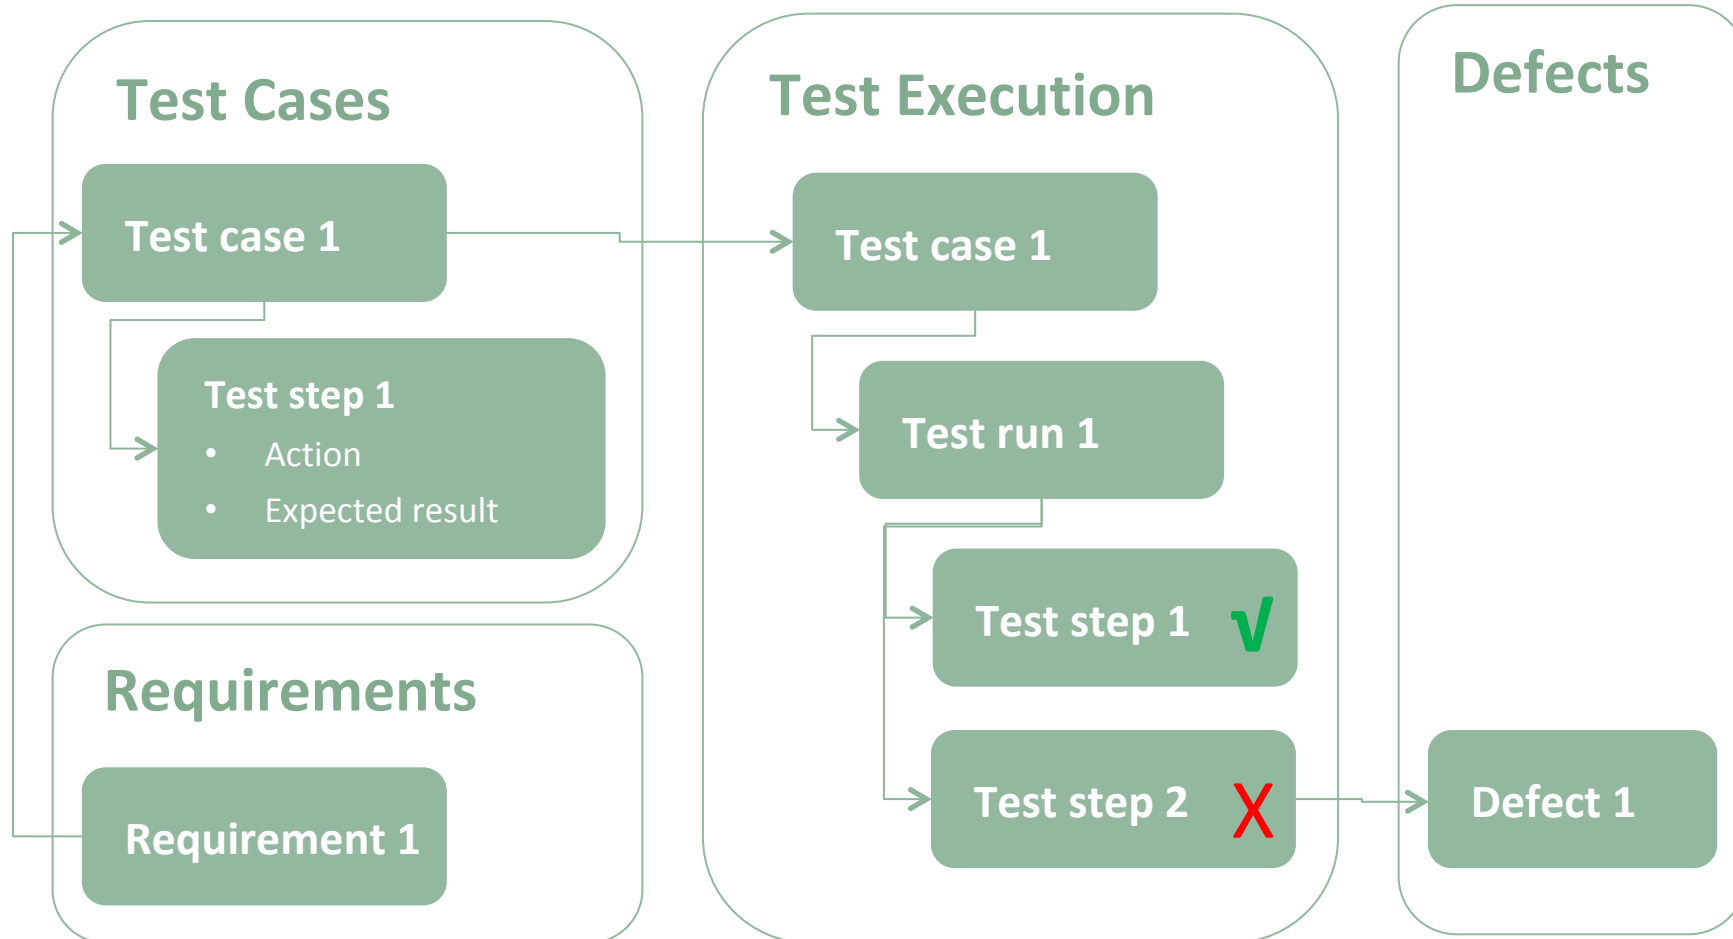 Test Cases
Test case 1
Test step 1
• Action
• Expected result
Requirements
Requirement 1
Test Execution
Test case 1
Test run 1
Test step 1 √
Test step 2 X
Defects
Defect 1